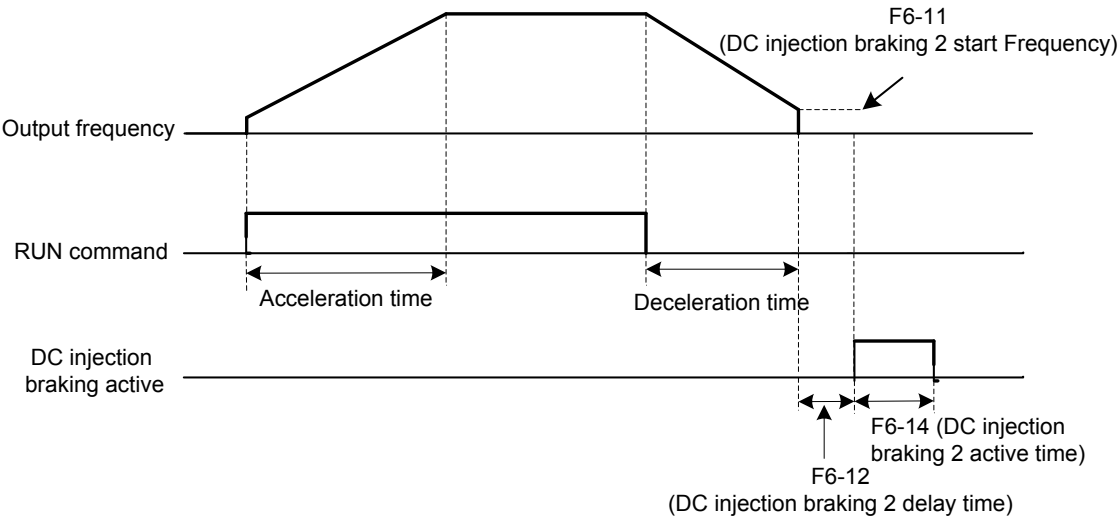 F6-11
(DC injection braking 2 start Frequency)
Output frequency
RUN command
Acceleration time
Deceleration time
DC injection
braking active
F6-14 (DC injection
braking 2 active time)
F6-12
(DC injection braking 2 delay time)